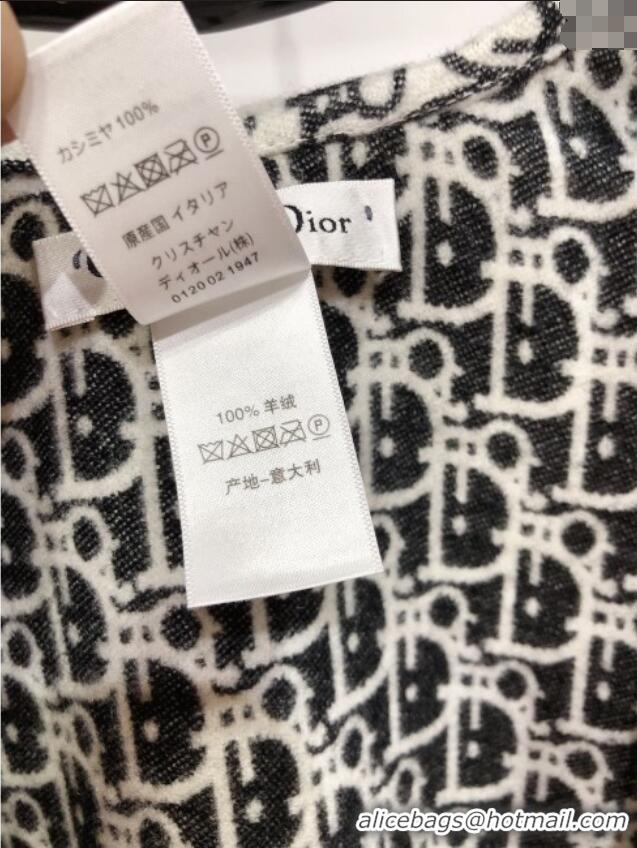 カシミヤ 100%
原産国 イタリア
クリスチャン
ディオール(株)
0120 02 1947
Dior
100% 羊绒
P
产地-意大利
alicebags@hotmail.com